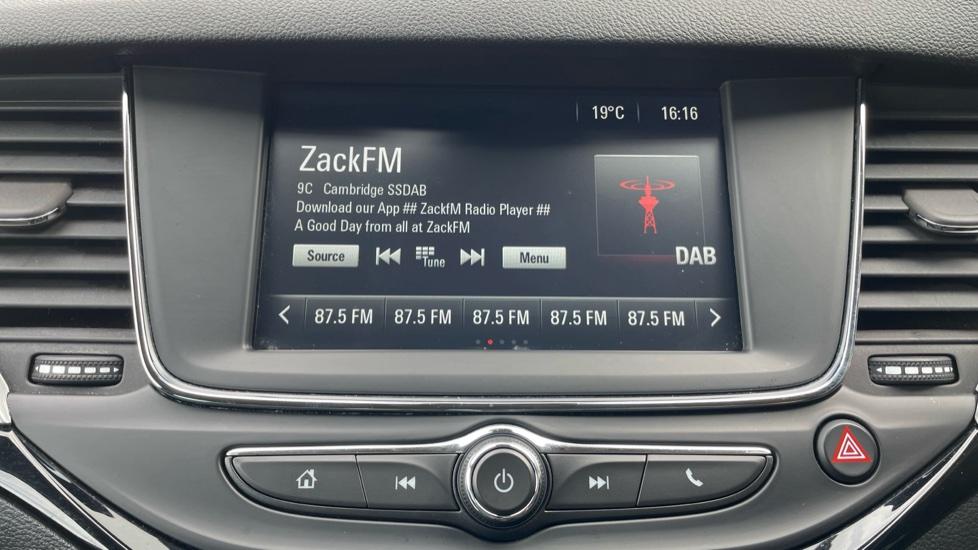 19°C 16:16
ZackFM
9C Cambridge SSDAB
Download our App ## ZackfM Radio Player ##
A Good Day from all at ZackFM
Source Tune Menu
DAB
87.5 FM 87.5 FM 87.5 FM 87.5 FM 87.5 FM